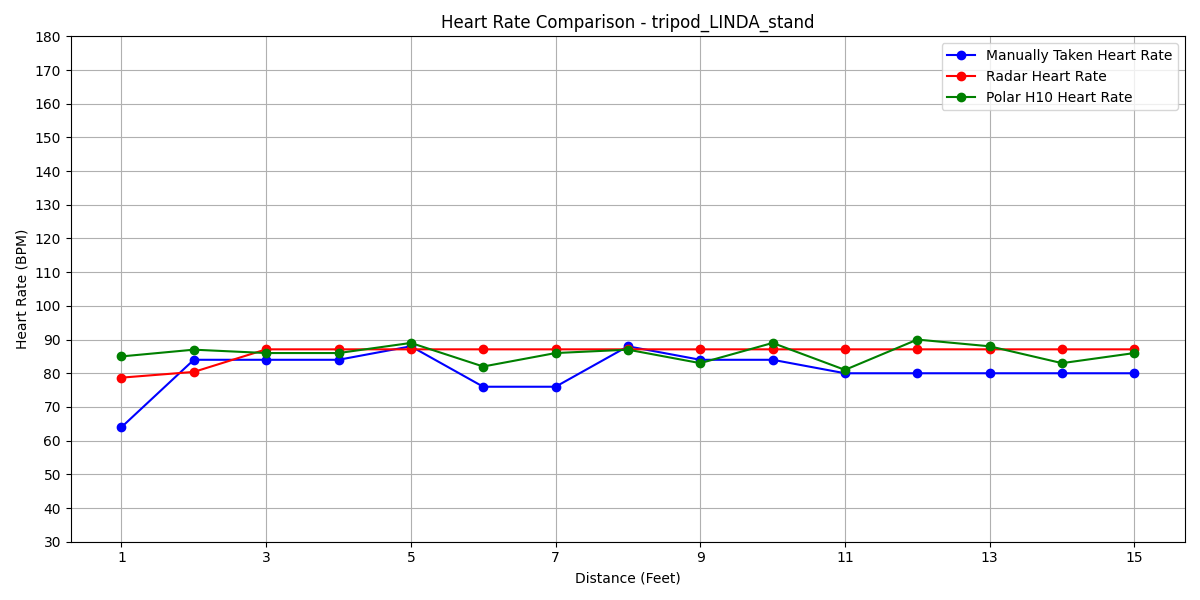 Heart Rate Comparison - tripod_LINDA_stand
Heart Rate (BPM)
180
170
160
150
140
130
120
110
100
90
80
70
60
50
40
30
Manually Taken Heart Rate
Radar Heart Rate
Polar H10 Heart Rate
1 3 5 7 9 11 13 15
Distance (Feet)